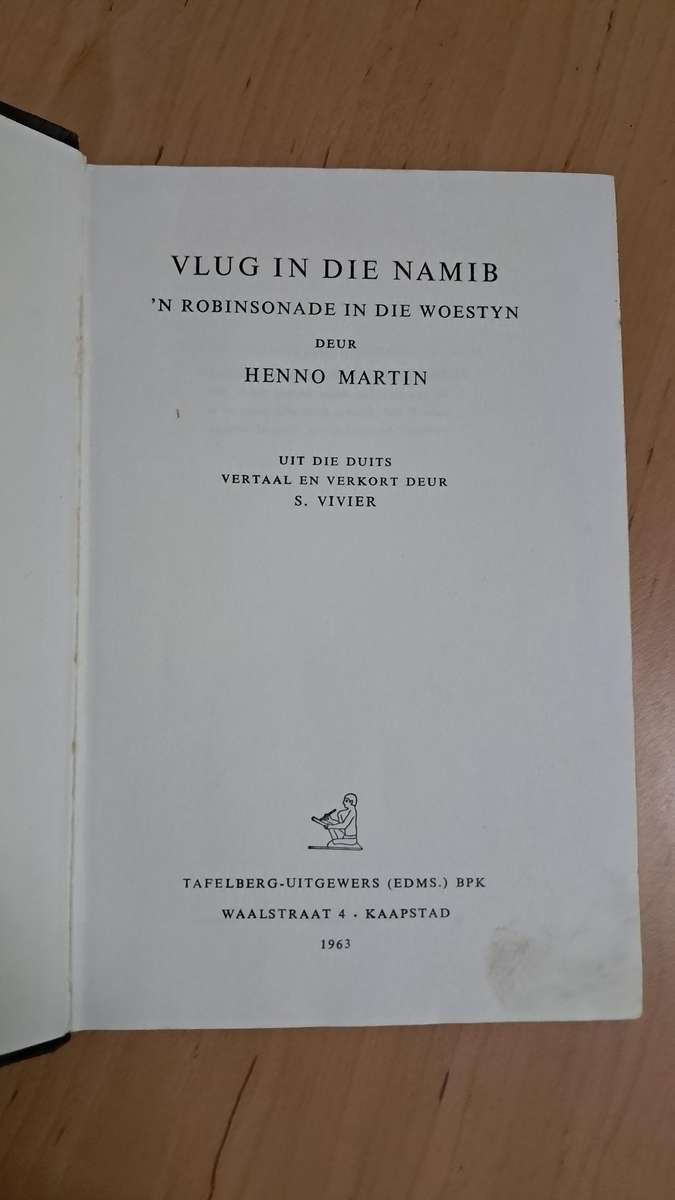 VLUG IN DIE NAMIB
'N ROBINSONADE IN DIE WOESTYN
DEUR
HENNO MARTIN
UIT DIE DUITS
VERTAAL EN VERKORT DEUR
S. VIVIER
TAFELBERG-UITGEWERS (EDMS.) BPK
WAALSTRAAT 4 · KAAPSTAD
1963